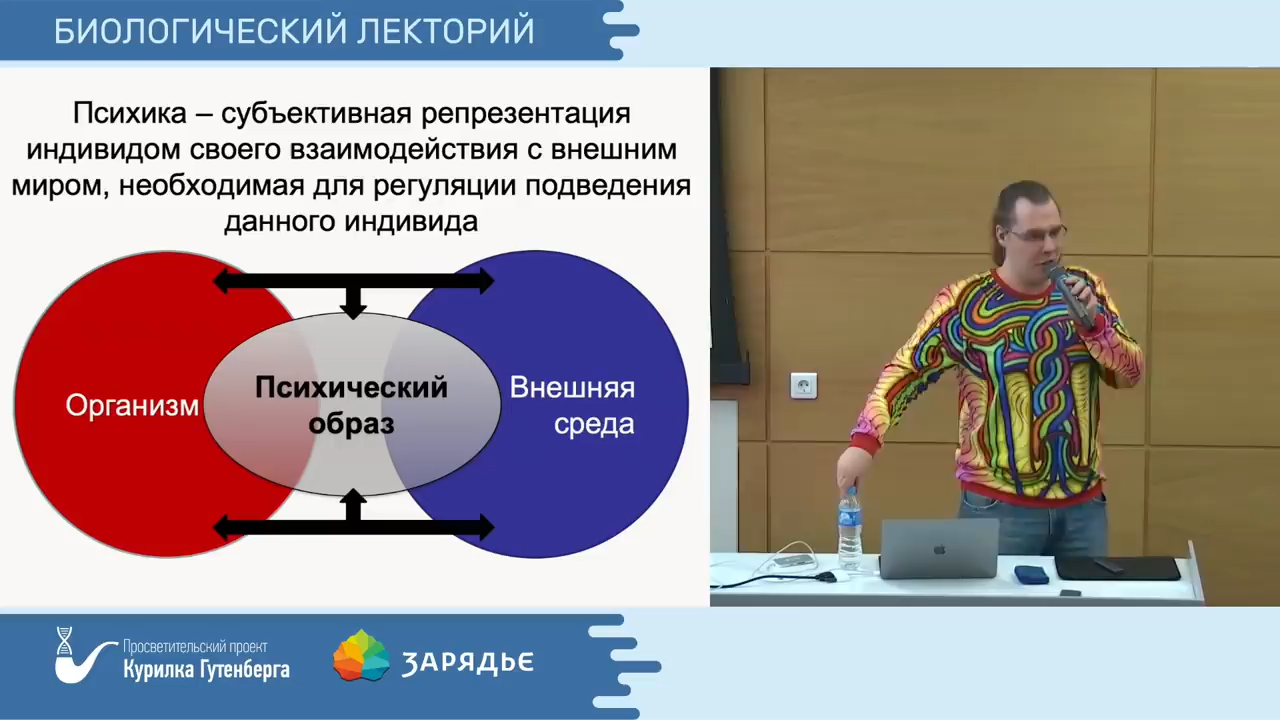 БИОЛОГИЧЕСКИЙ ЛЕКТОРИЙ
Психика – субъективная репрезентация
индивидом своего взаимодействия с внешним
миром, необходимая для регуляции подведения
данного индивида
Организм
Психический
образ
Внешняя
среда
Просветительский проект
Курилка Гутенберга
ЗАРЯДЬЕ